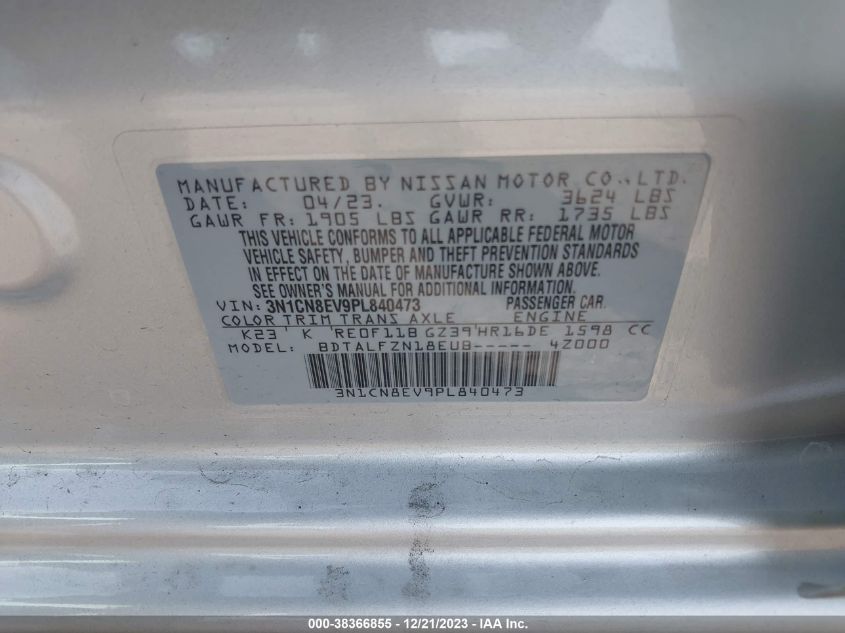 MANUFACTURED BY NISSAN MOTOR CO.,LTD.
DATE: 04/23. GVWR: 3624 LBS
GAWR FR: 1905 LBS GAWR RR: 1735 LBS
THIS VEHICLE CONFORMS TO ALL APPLICABLE FEDERAL MOTOR
VEHICLE SAFETY, BUMPER AND THEFT PREVENTION STANDARDS
IN EFFECT ON THE DATE OF MANUFACTURE SHOWN ABOVE.
SEE OWNER'S MANUAL FOR ADDITIONAL INFORMATION.
VIN: 3N1CN8EV9PL840473 PASSENGER CAR.
COLOR TRIM TRANS AXLE ENGINE
K23' K 'RE0F11B GZ39'HR16DE 1598 CC
MODEL: BDTALFZN18EUB----- 4Z000
3N1CN8EV9PL840473
000-38366855 - 12/21/2023 - IAA Inc.